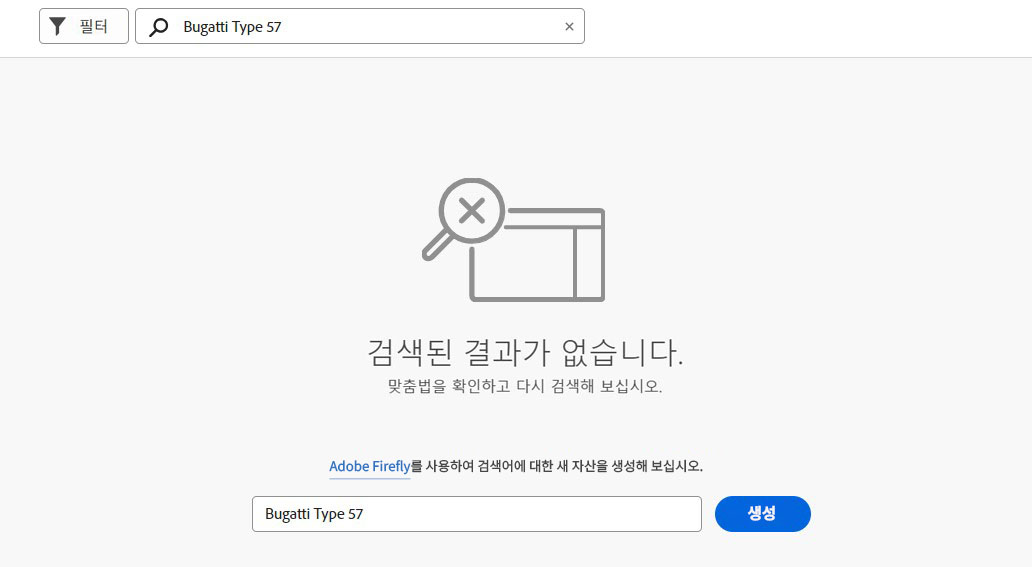 필터
Bugatti Type 57
검색된 결과가 없습니다.
맞춤법을 확인하고 다시 검색해 보십시오.
Adobe Firefly를 사용하여 검색어에 대한 새 자산을 생성해 보십시오.
Bugatti Type 57
생성